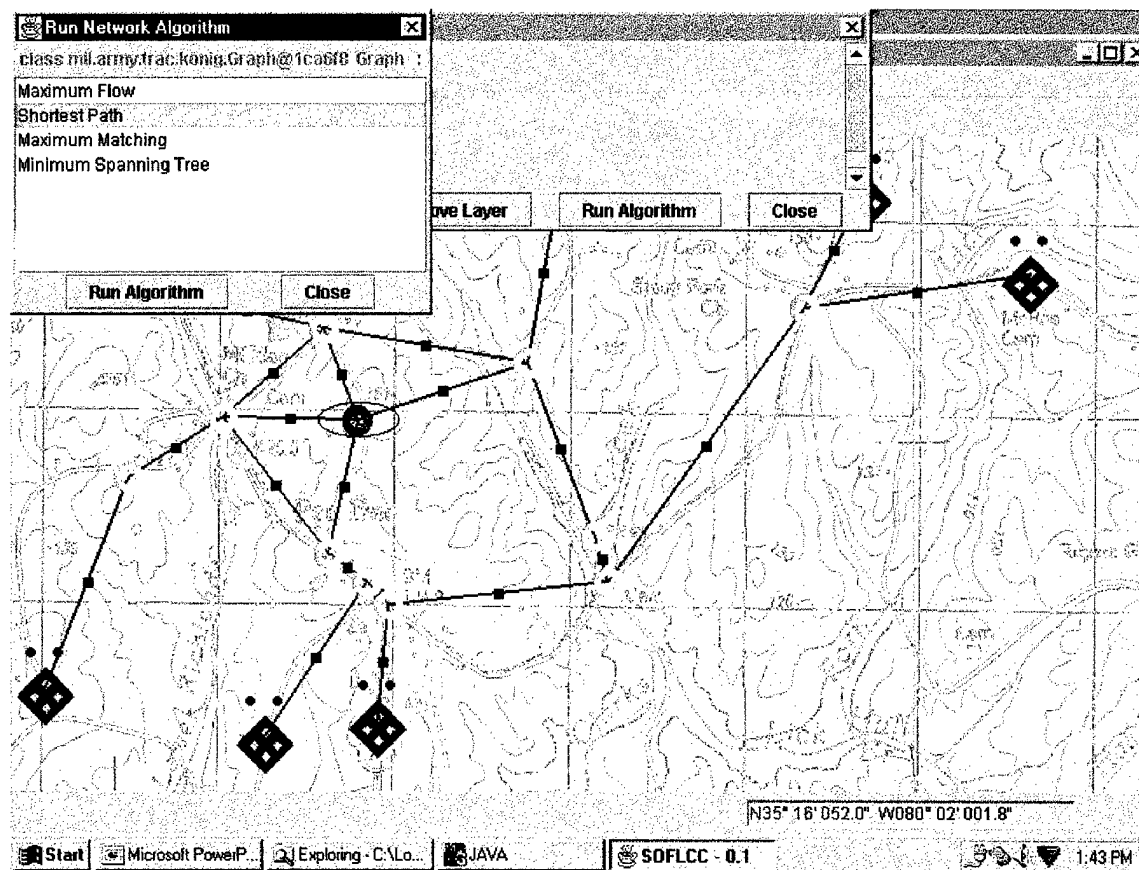 Run Network Algorithm
class mil.army.trac.konig.Graph@1ca6f8 Graph :
Maximum Flow
Shortest Path
Maximum Matching
Minimum Spanning Tree
ove Layer
Run Algorithm
Close
Run Algorithm
Close
Cem
Cem
N35° 16' 052.0" W080° 02' 001.8"
Start
Microsoft PowerP...
Exploring - C:\Lo...
JAVA
SOFLCC - 0.1
1:43 PM